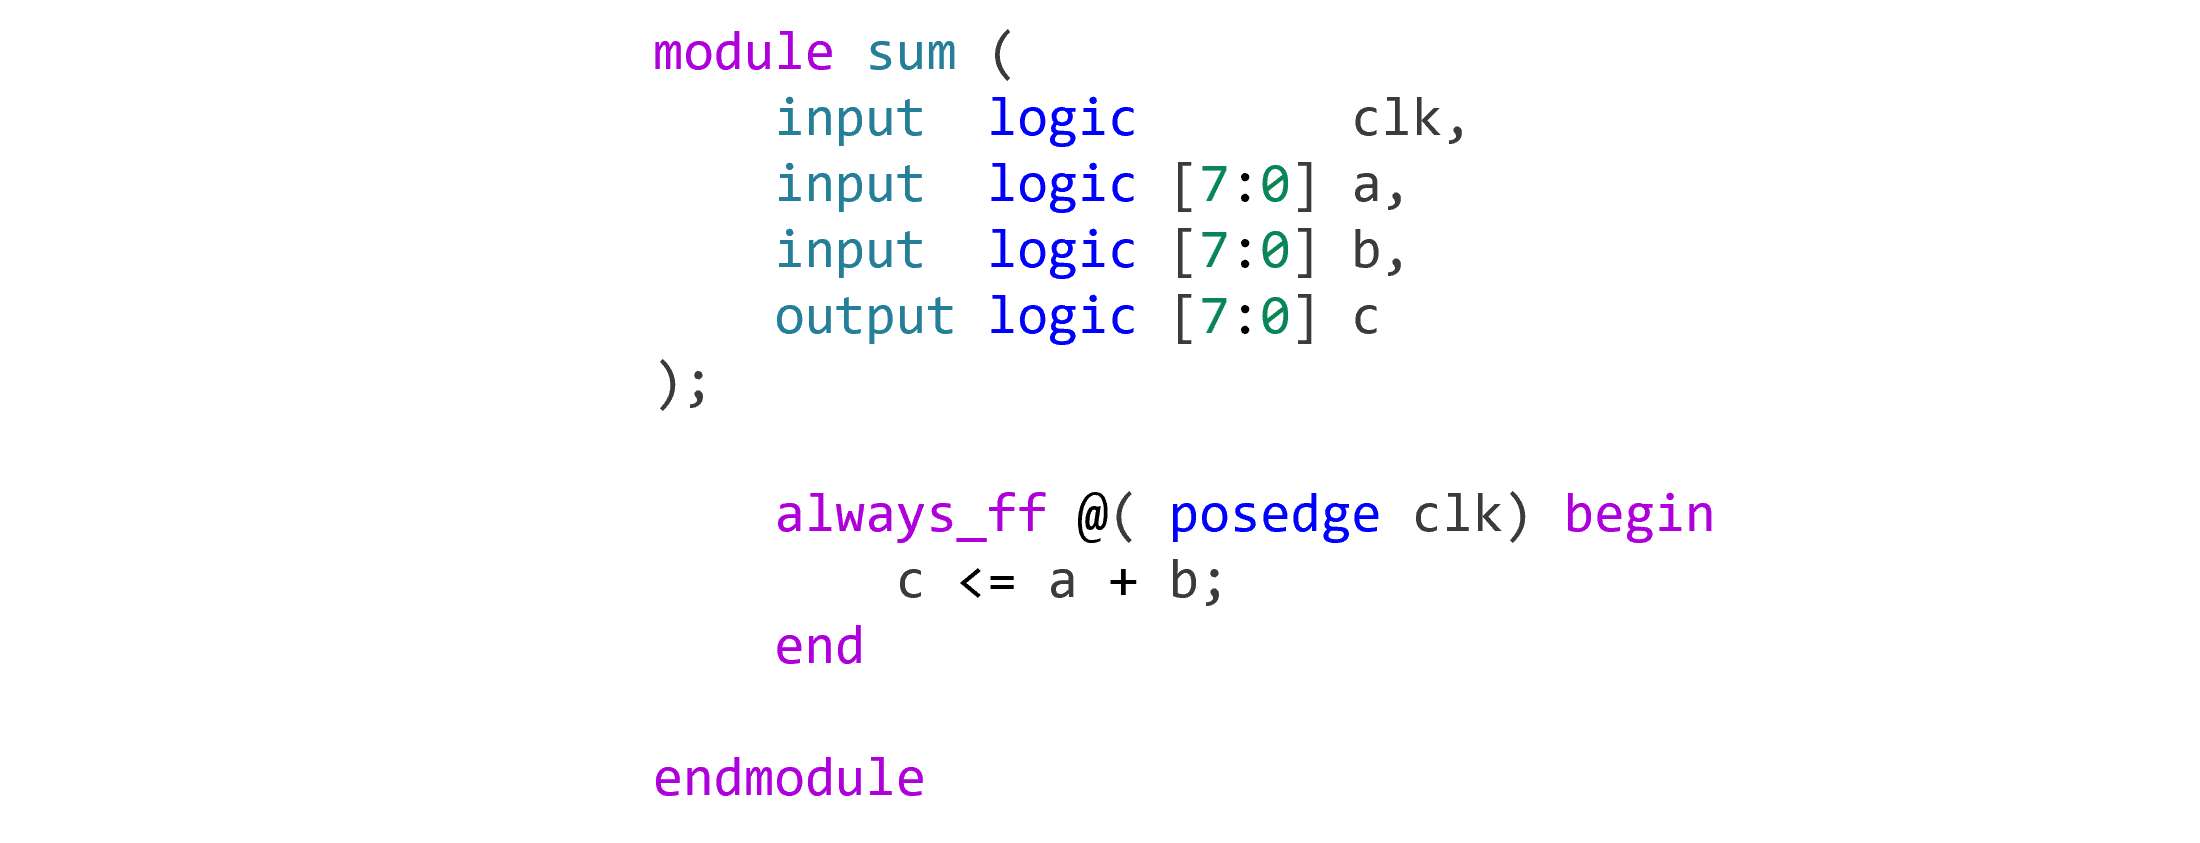 module sum (
    input  logic       clk,
    input  logic [7:0] a,
    input  logic [7:0] b,
    output logic [7:0] c
);

    always_ff @( posedge clk) begin
        c <= a + b;
    end

endmodule